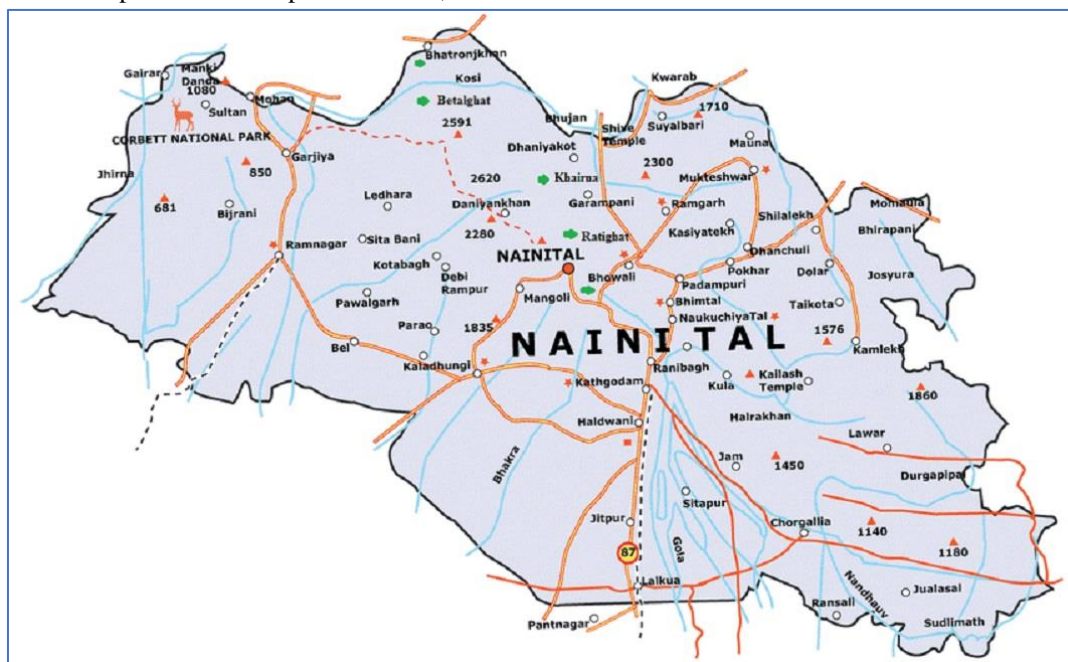 Bhatronjkhan
Gairar
Manki
Danda
1080
Kosi
Kwarab
Mohan
Sultan
Betalghat
1710
Bhujan
Shive
Temple
Suyalbari
2591
CORBETT NATIONAL PARK
Mauna
Garjiya
Dhaniyakot
850
2300
Jhirna
2620
Khairna
Mukteshwar
681
Ledhara
Garampani
Bijrani
Daniyankhan
Ramgarh
Shilalekh
Kasiyatekh
Bhirapani
2280
Ratighat
Ramnagar
Sita Bani
NAINITAL
Dhanchuli
Kotabagh
Bhowali
Pokhar
Dolar
Josyura
Debi
Rampur
Padampuri
Pawalgarh
Mangoli
Bhimtal
Taikota
NaukuchiyaTal
Parao
1835
1576
NAINITAL
Bel
Kamlekh
Kaladhungi
Ranibagh
Kathgodam
Kula
Kailash
Temple
1860
Haldwani
Hairakhan
Lawar
Bhakra
Jam
1450
Durgapipal
Sitapur
Jitpur
Chorgallia
1140
87
Gola
1180
Lalkua
Nandhauv
Jualasal
Ransali
Pantnagar
Sudlimath